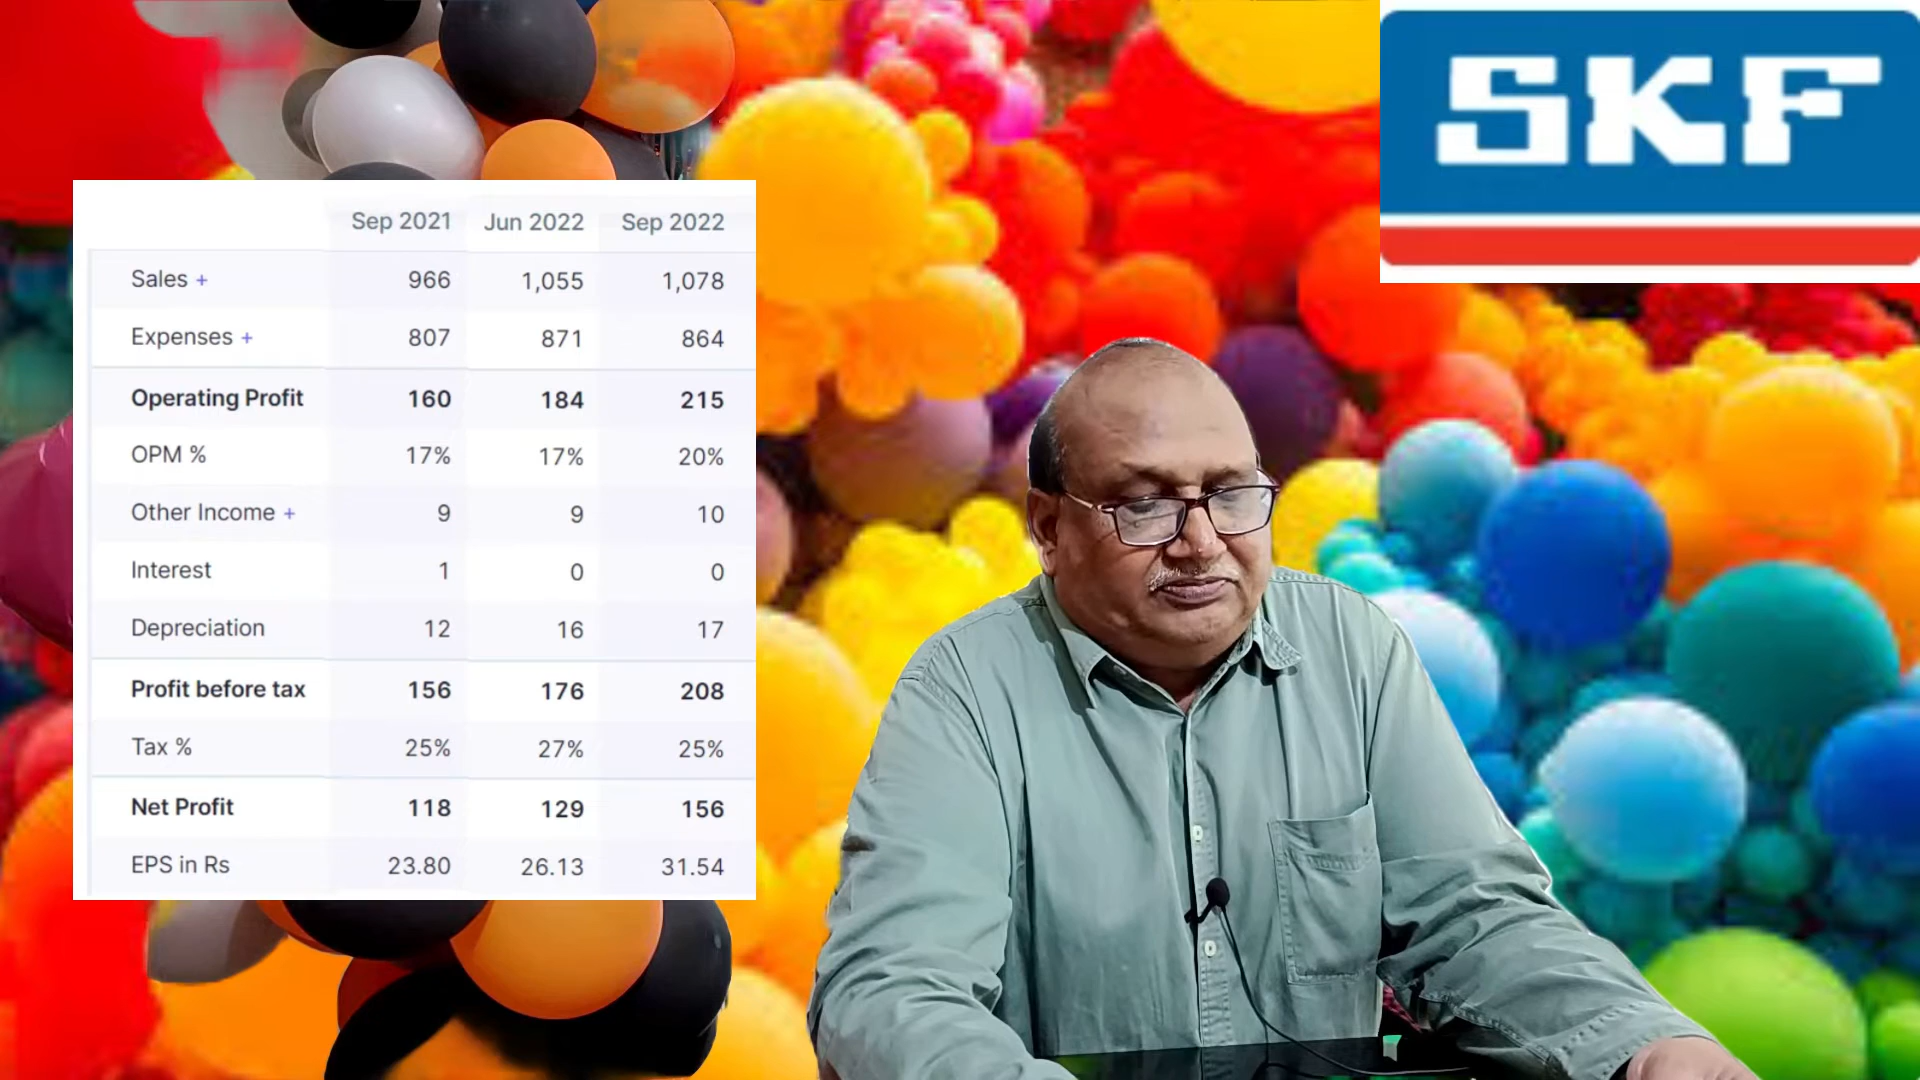 Sep 2021 Jun 2022 Sep 2022
Sales + 966 1,055 1,078
Expenses + 807 871 864
Operating Profit 160 184 215
OPM % 17% 17% 20%
Other Income + 9 9 10
Interest 1 0 0
Depreciation 12 16 17
Profit before tax 156 176 208
Tax % 25% 27% 25%
Net Profit 118 129 156
EPS in Rs 23.80 26.13 31.54
SKF